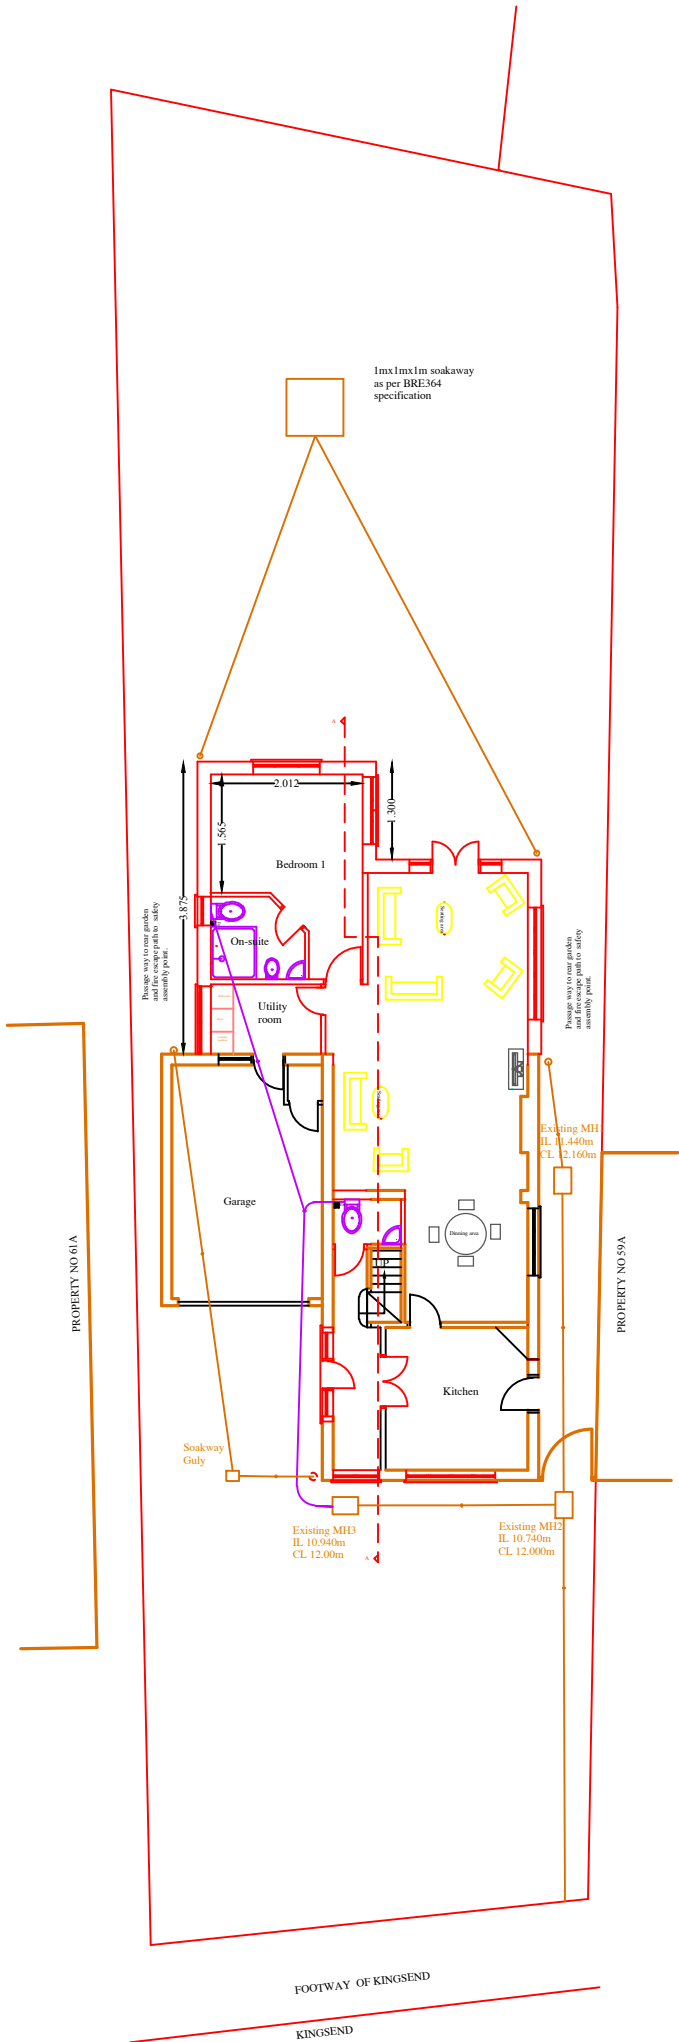 1mx1mx1m soakaway
as per BRE364
specification
A
2.012
1.565
1.300
3.875
Bedroom 1
On-suite
Utility
room
Seating area
Passage way to rear garden
and fire escape path to safety
assembly point.
Passage way to rear garden
and fire escape path to safety
assembly point.
Existing MH
IL 11.440m
CL 12.160m
Garage
Dinning area
UP
Kitchen
PROPERTY NO 61A
PROPERTY NO 59A
Soakway
Guly
Existing MH3
IL 10.940m
CL 12.00m
Existing MH2
IL 10.740m
CL 12.000m
A
FOOTWAY OF KINGSEND
KINGSEND